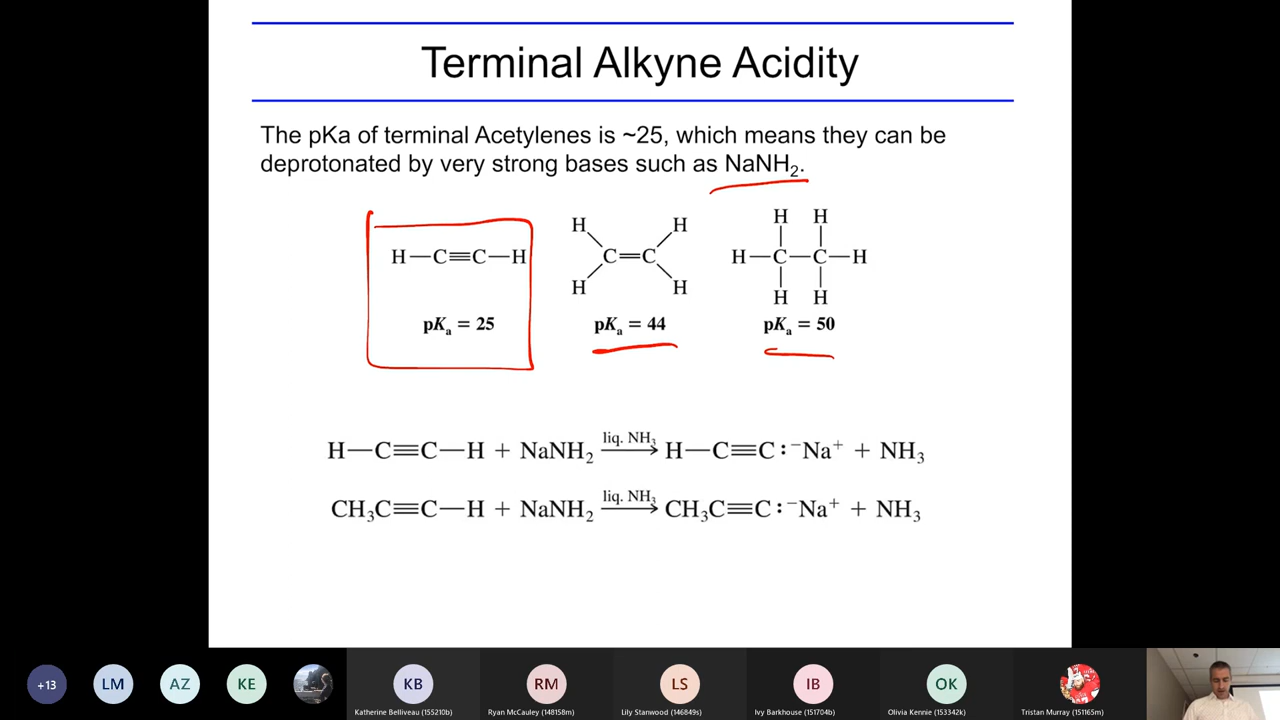 Terminal Alkyne Acidity
The pKa of terminal Acetylenes is ~25, which means they can be
deprotonated by very strong bases such as NaNH₂.
H H
H H H—C≡C—H C=C H—C—C—H
H H H H
pKₐ = 25 pKₐ = 44 pKₐ = 50
H—C≡C—H + NaNH₂ liq. NH₃ → H—C≡C:⁻Na⁺ + NH₃
CH₃C≡C—H + NaNH₂ liq. NH₃ → CH₃C≡C:⁻Na⁺ + NH₃
+13 LM AZ KE KB RM LS IB OK
Katherine Belliveau (155210b) Ryan McCauley (148158m) Lily Stanwood (146849s) Ivy Barkhouse (151704b) Olivia Kennie (153342k) Tristan Murray (151165m)